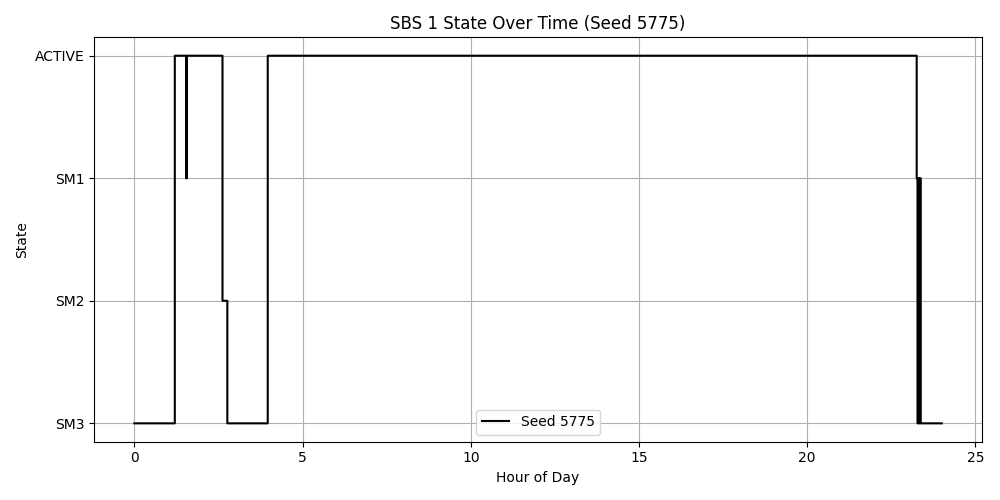 SBS 1 State Over Time (Seed 5775)
ACTIVE
SM1
SM2
SM3
State
0 5 10 15 20 25
Hour of Day
Seed 5775